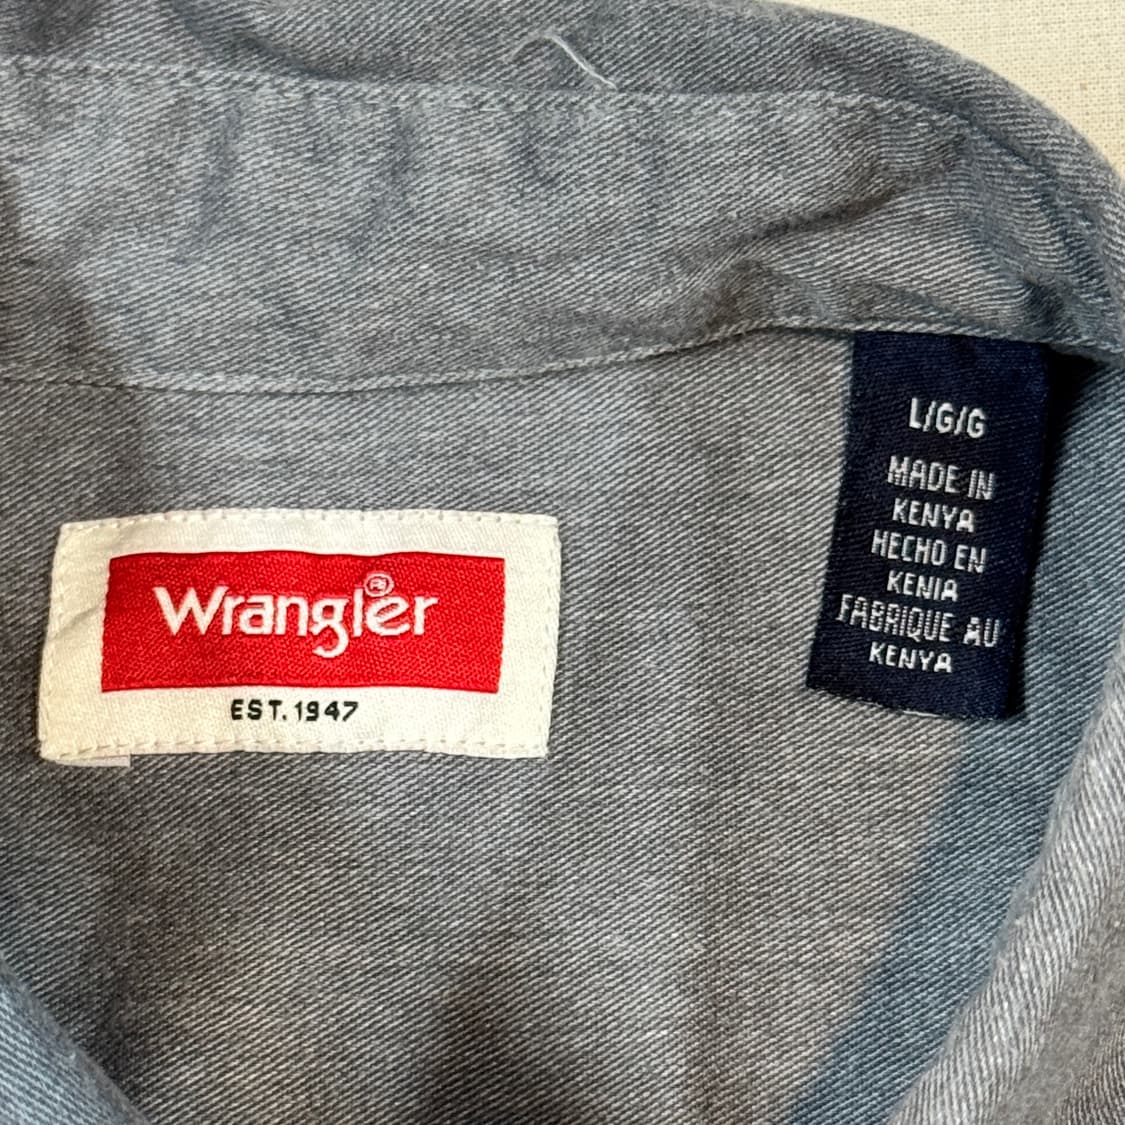 Wrangler®
EST. 1947
L/G/G
MADE IN
KENYA
HECHO EN
KENIA
FABRIQUE AU
KENYA